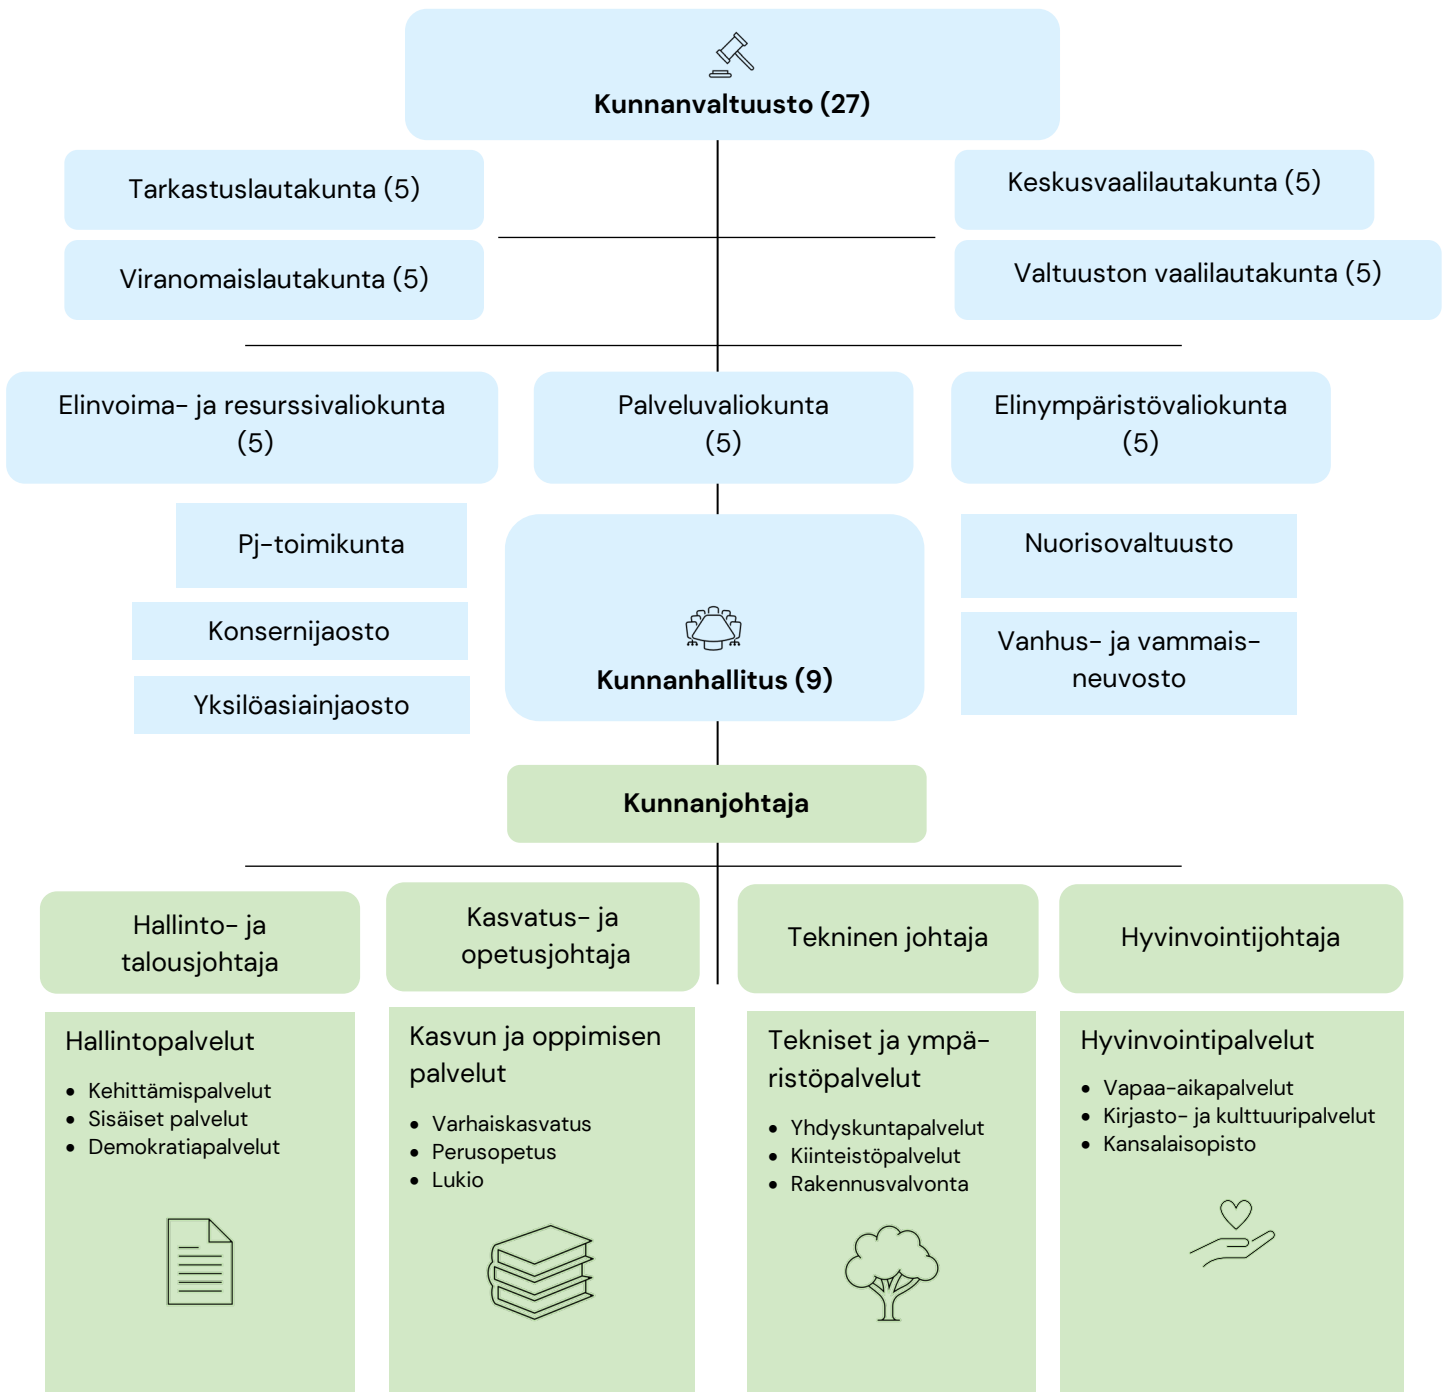 Kunnanvaltuusto (27)
Tarkastuslautakunta (5)
Keskusvaalilautakunta (5)
Viranomaislautakunta (5)
Valtuuston vaalilautakunta (5)
Elinvoima- ja resurssivaliokunta
(5)
Palveluvaliokunta
(5)
Elinympäristövaliokunta
(5)
Pj-toimikunta
Konsernijaosto
Yksilöasiainjaosto
Kunnanhallitus (9)
Nuorisovaltuusto
Vanhus- ja vammais-
neuvosto
Kunnanjohtaja
Hallinto- ja
talousjohtaja
Kasvatus- ja
opetusjohtaja
Tekninen johtaja
Hyvinvointijohtaja
Hallintopalvelut
• Kehittämispalvelut
• Sisäiset palvelut
• Demokratiapalvelut
Kasvun ja oppimisen
palvelut
• Varhaiskasvatus
• Perusopetus
• Lukio
Tekniset ja ympä-
ristöpalvelut
• Yhdyskuntapalvelut
• Kiinteistöpalvelut
• Rakennusvalvonta
Hyvinvointipalvelut
• Vapaa-aikapalvelut
• Kirjasto- ja kulttuuripalvelut
• Kansalaisopisto